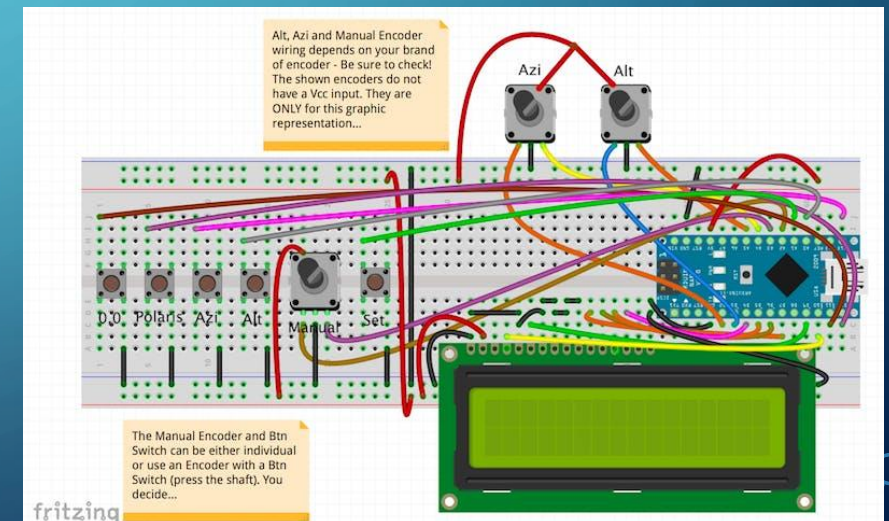 Alt, Azi and Manual Encoder
wiring depends on your brand
of encoder - Be sure to check!
The shown encoders do not
have a Vcc input. They are
ONLY for this graphic
representation...
Azi Alt
0.0 Polaris Azi Alt Manual Set
The Manual Encoder and Btn
Switch can be either individual
or use an Encoder with a Btn
Switch (press the shaft). You
decide...
fritzing